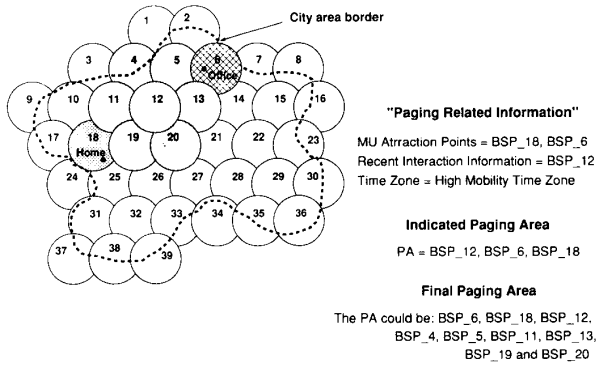 City area border
1 2
3 4 5 6 7 8
Office
9 10 11 12 13 14 15 16
17 18 19 20 21 22 23
Home
24 25 26 27 28 29 30
31 32 33 34 35 36
37 38 39
"Paging Related Information"
MU Atrraction Points = BSP_18, BSP_6
Recent Interaction Information = BSP_12
Time Zone = High Mobility Time Zone
Indicated Paging Area
PA = BSP_12, BSP_6, BSP_18
Final Paging Area
The PA could be: BSP_6, BSP_18, BSP_12,
BSP_4, BSP_5, BSP_11, BSP_13,
BSP_19 and BSP_20